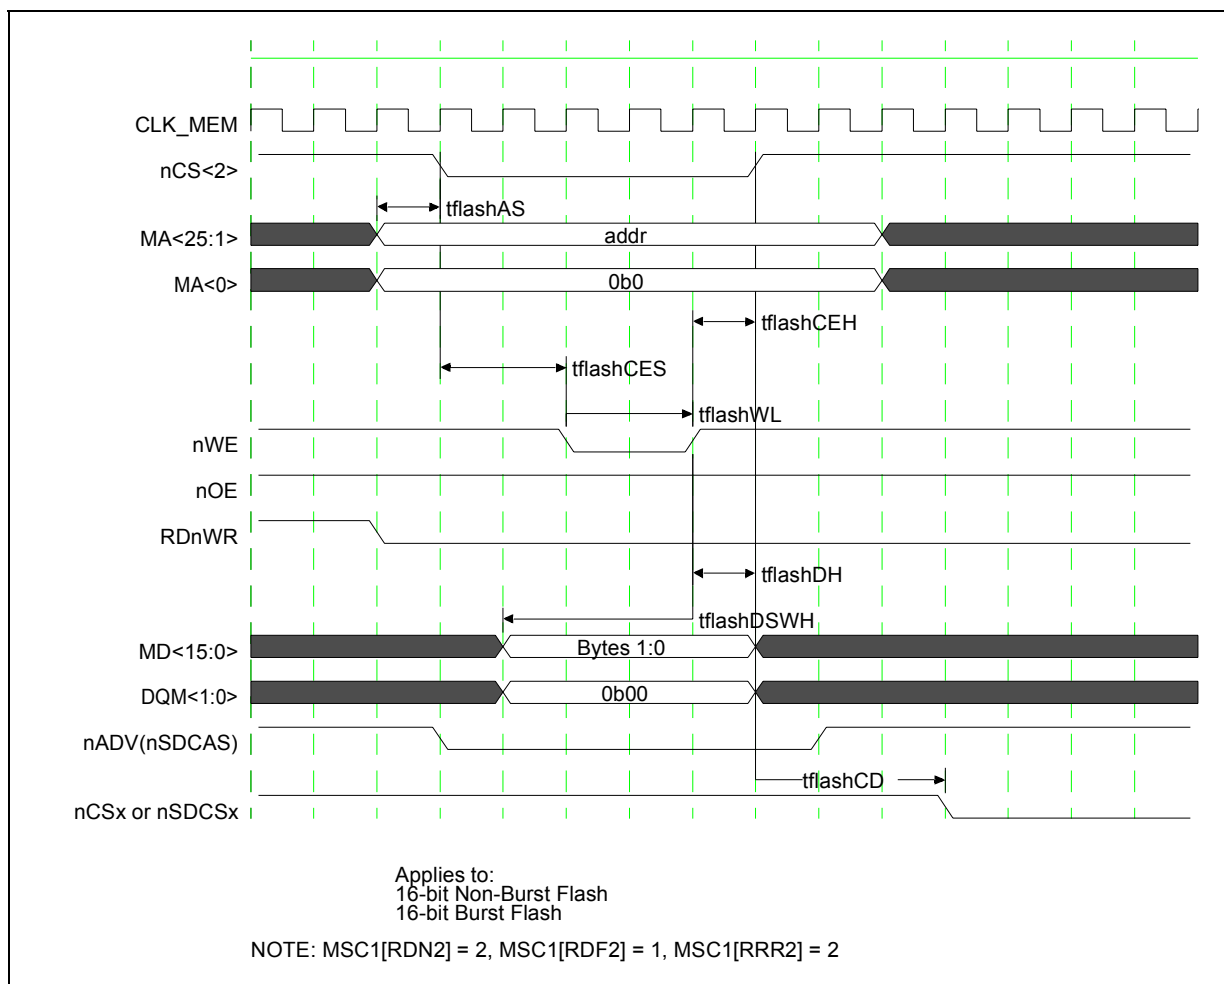 CLK_MEM
nCS<2>
tflashAS
MA<25:1>
addr
MA<0>
0b0
tflashCEH
tflashCES
tflashWL
nWE
nOE
RDnWR
tflashDH
tflashDSWH
MD<15:0>
Bytes 1:0
DQM<1:0>
0b00
nADV(nSDCAS)
tflashCD
nCSx or nSDCSx
Applies to:
16-bit Non-Burst Flash
16-bit Burst Flash
NOTE: MSC1[RDN2] = 2, MSC1[RDF2] = 1, MSC1[RRR2] = 2